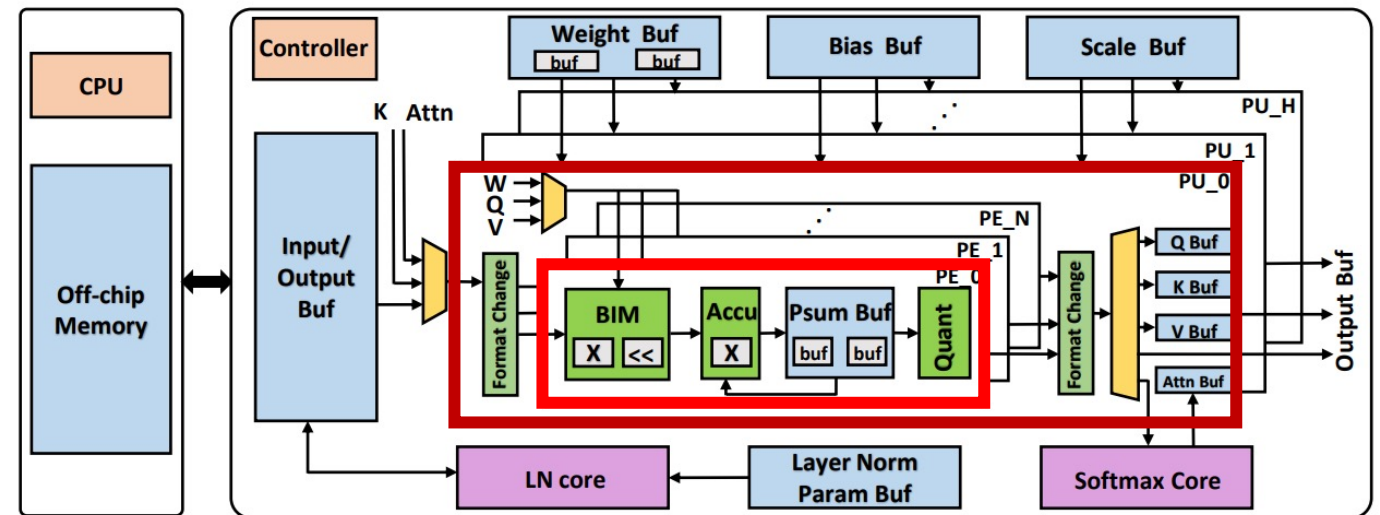 CPU
Off-chip
Memory
Controller
Weight Buf
buf
buf
Bias Buf
Scale Buf
K Attn
PU_H
PU_1
PU_0
W
Q
V
PE_N
PE_1
PE_0
Input/
Output
Buf
Format Change
BIM
X
<<
Accu
X
Psum Buf
buf
buf
Quant
Format Change
Q Buf
K Buf
V Buf
Attn Buf
Output Buf
LN core
Layer Norm
Param Buf
Softmax Core